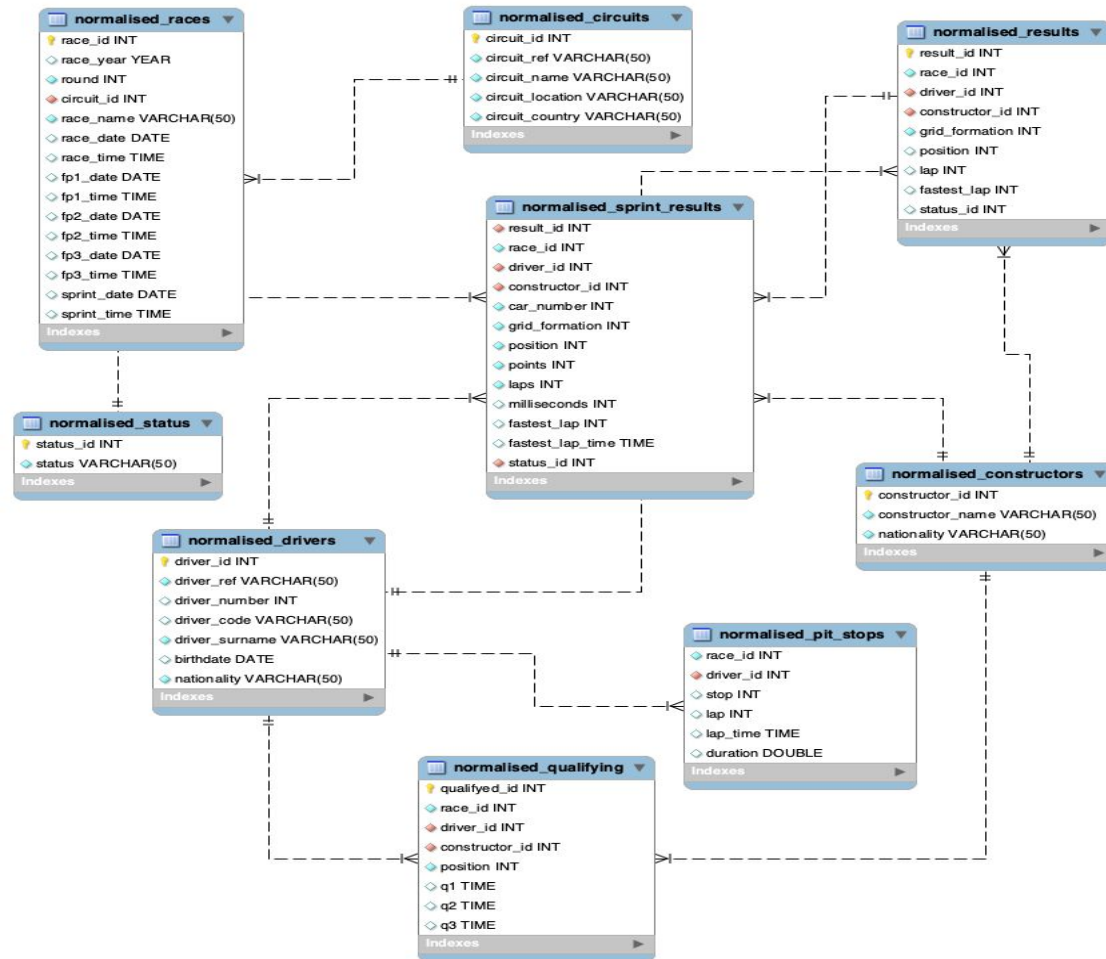 normalised_races
race_id INT
race_year YEAR
round INT
circuit_id INT
race_name VARCHAR(50)
race_date DATE
race_time TIME
fp1_date DATE
fp1_time TIME
fp2_date DATE
fp2_time TIME
fp3_date DATE
fp3_time TIME
sprint_date DATE
sprint_time TIME
Indexes
normalised_circuits
circuit_id INT
circuit_ref VARCHAR(50)
circuit_name VARCHAR(50)
circuit_location VARCHAR(50)
circuit_country VARCHAR(50)
Indexes
normalised_results
result_id INT
race_id INT
driver_id INT
constructor_id INT
grid_formation INT
position INT
lap INT
fastest_lap INT
status_id INT
Indexes
normalised_sprint_results
result_id INT
race_id INT
driver_id INT
constructor_id INT
car_number INT
grid_formation INT
position INT
points INT
laps INT
milliseconds INT
fastest_lap INT
fastest_lap_time TIME
status_id INT
Indexes
normalised_status
status_id INT
status VARCHAR(50)
Indexes
normalised_constructors
constructor_id INT
constructor_name VARCHAR(50)
nationality VARCHAR(50)
Indexes
normalised_drivers
driver_id INT
driver_ref VARCHAR(50)
driver_number INT
driver_code VARCHAR(50)
driver_surname VARCHAR(50)
birthdate DATE
nationality VARCHAR(50)
Indexes
normalised_pit_stops
race_id INT
driver_id INT
stop INT
lap INT
lap_time TIME
duration DOUBLE
Indexes
normalised_qualifying
qualifyed_id INT
race_id INT
driver_id INT
constructor_id INT
position INT
q1 TIME
q2 TIME
q3 TIME
Indexes